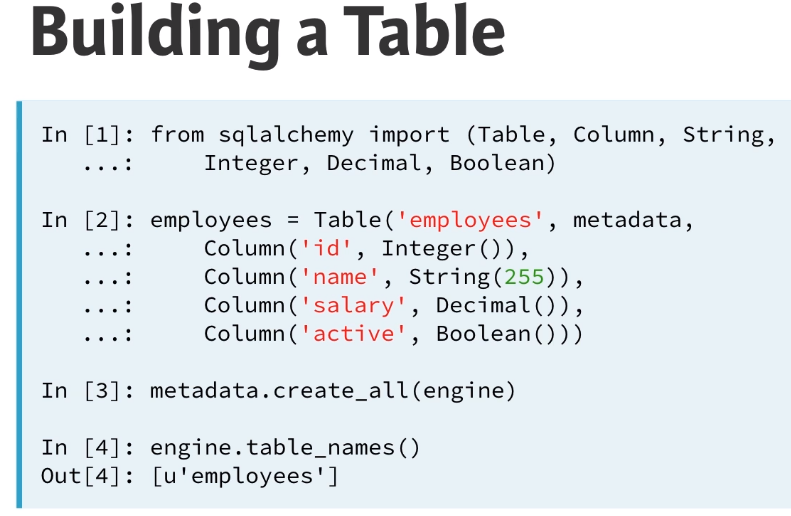 Building a Table
In [1]: from sqlalchemy import (Table, Column, String,
   ...:     Integer, Decimal, Boolean)
In [2]: employees = Table('employees', metadata,
   ...:     Column('id', Integer()),
   ...:     Column('name', String(255)),
   ...:     Column('salary', Decimal()),
   ...:     Column('active', Boolean()))
In [3]: metadata.create_all(engine)
In [4]: engine.table_names()
Out[4]: [u'employees']